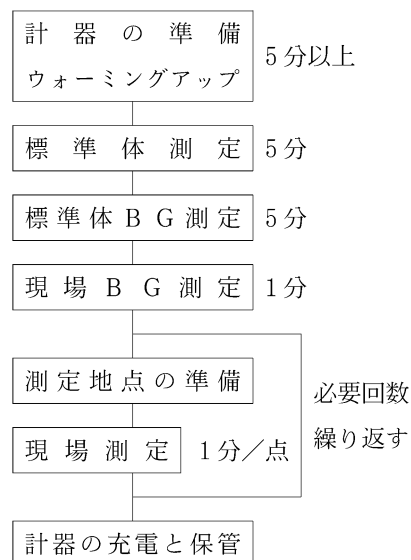 計器の準備
ウォーミングアップ
5分以上
標準体測定
5分
標準体BG測定
5分
現場BG測定
1分
測定地点の準備
必要回数
繰り返す
現場測定
1分／点
計器の充電と保管